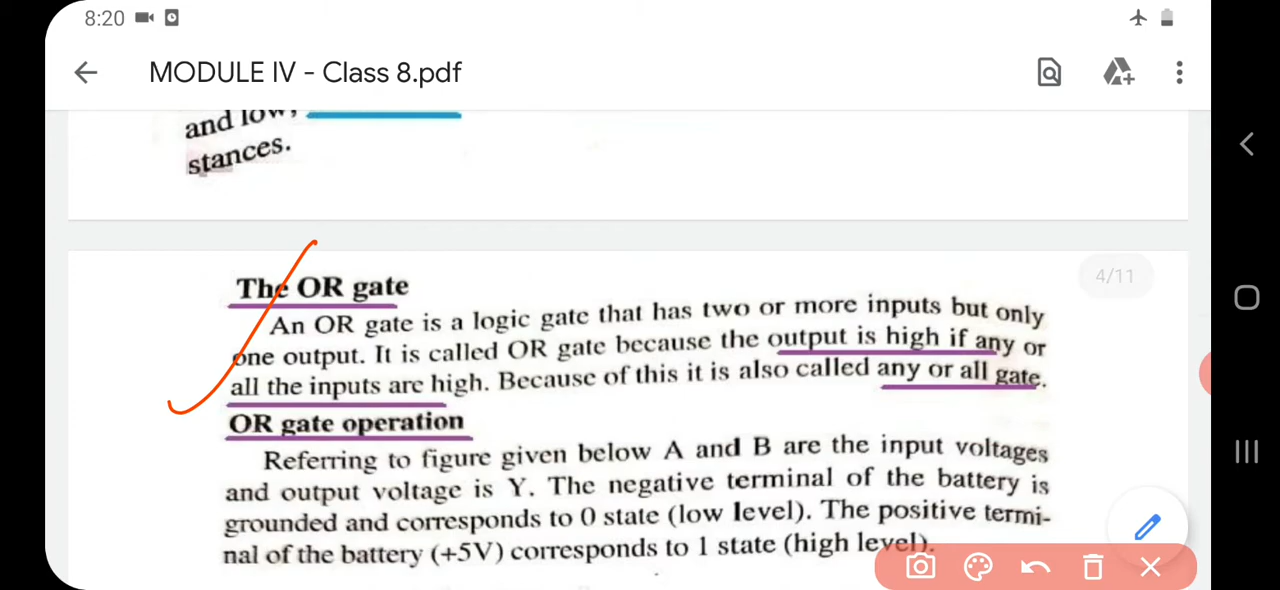 8:20
MODULE IV - Class 8.pdf
and low,
stances.
4/11
The OR gate
An OR gate is a logic gate that has two or more inputs but only
one output. It is called OR gate because the output is high if any or
all the inputs are high. Because of this it is also called any or all gate.
OR gate operation
Referring to figure given below A and B are the input voltages
and output voltage is Y. The negative terminal of the battery is
grounded and corresponds to 0 state (low level). The positive termi-
nal of the battery (+5V) corresponds to 1 state (high level).